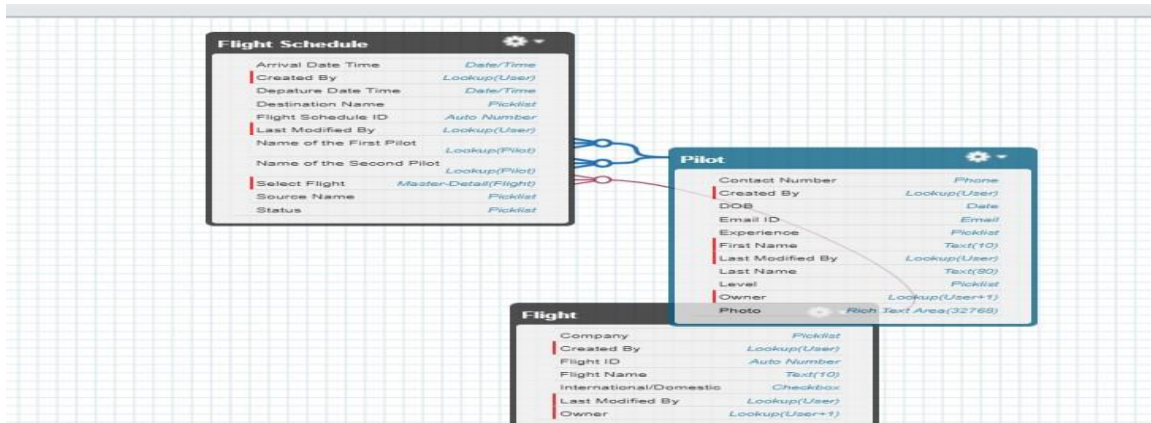 Flight Schedule
Arrival Date Time Date/Time
Created By Lookup(User)
Depature Date Time Date/Time
Destination Name Picklist
Flight Schedule ID Auto Number
Last Modified By Lookup(User)
Name of the First Pilot
Lookup(Pilot)
Name of the Second Pilot
Lookup(Pilot)
Select Flight Master-Detail(Flight)
Source Name Picklist
Status Picklist
Pilot
Contact Number Phone
Created By Lookup(User)
DOB Date
Email ID Email
Experience Picklist
First Name Text(10)
Last Modified By Lookup(User)
Last Name Text(80)
Level Picklist
Owner Lookup(User+1)
Photo Rich Text Area(32768)
Flight
Company Picklist
Created By Lookup(User)
Flight ID Auto Number
Flight Name Text(10)
International/Domestic Checkbox
Last Modified By Lookup(User)
Owner Lookup(User+1)